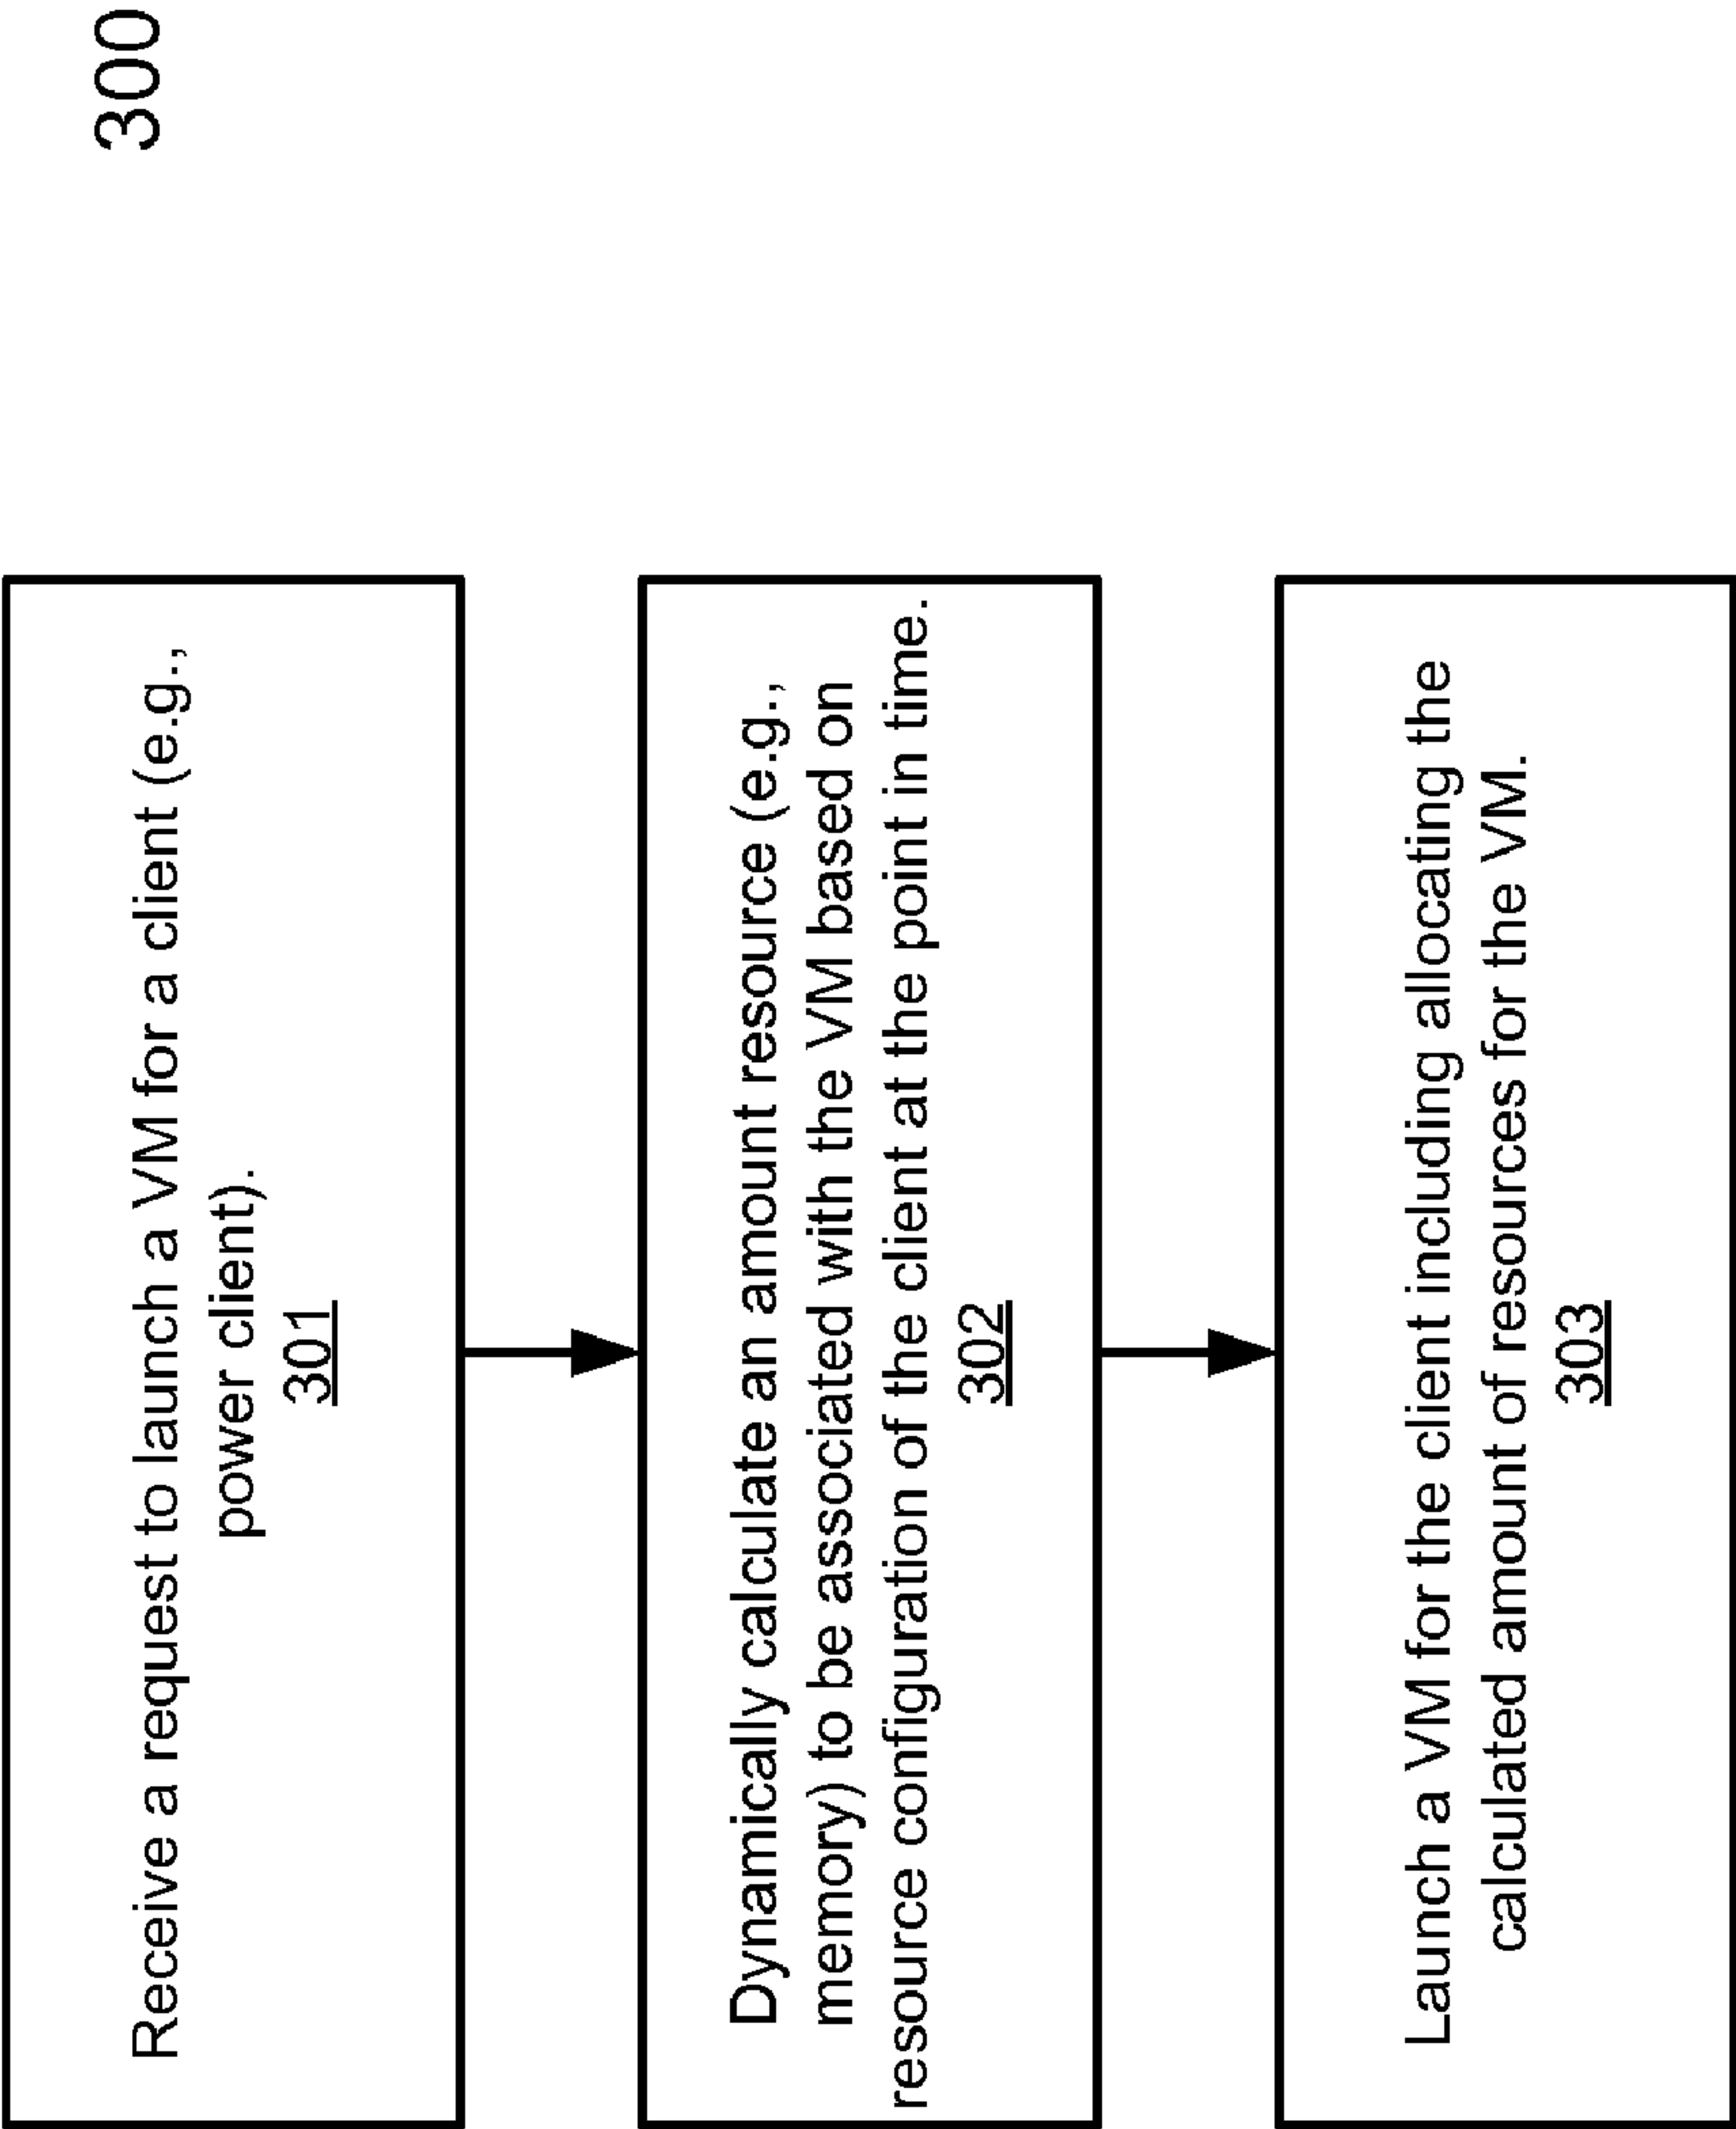 300
Receive a request to launch a VM for a client (e.g.,
power client).
301
Dynamically calculate an amount resource (e.g.,
memory) to be associated with the VM based on
resource configuration of the client at the point in time.
302
Launch a VM for the client including allocating the
calculated amount of resources for the VM.
303